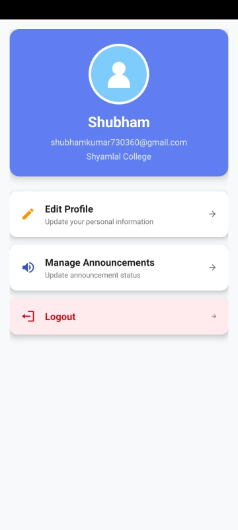 Shubham
shubhamkumar730360@gmail.com
Shyamlal College
Edit Profile
Update your personal information
Manage Announcements
Update announcement status
Logout